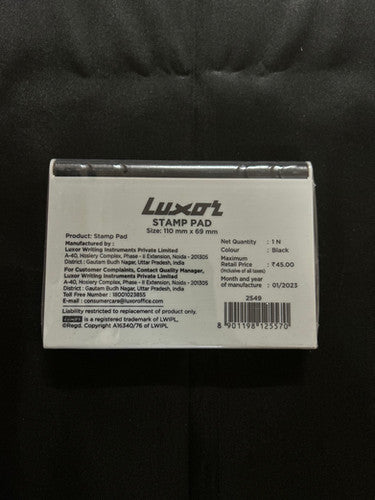 Luxor
STAMP PAD
Size: 110 mm x 69 mm
Product: Stamp Pad
Manufactured by :
Luxor Writing Instruments Private Limited
A-40, Hosiery Complex, Phase - II Extension, Noida - 201305
District : Gautam Budh Nagar, Uttar Pradesh, India
For Customer Complaints, Contact Quality Manager,
Luxor Writing Instruments Private Limited
A-40, Hosiery Complex, Phase - II Extension, Noida - 201305
District : Gautam Budh Nagar, Uttar Pradesh, India
Toll Free Number : 18001023855
E-mail : consumercare@luxoroffice.com
Liability restricted to replacement of product only.
Luxor is a registered trademark of LWIPL.
©Regd. Copyright A16340/76 of LWIPL
Net Quantity : 1 N
Colour : Black
Maximum
Retail Price : ₹45.00
(Inclusive of all taxes)
Month and year
of manufacture : 01/2023
2549
8 901198 125570